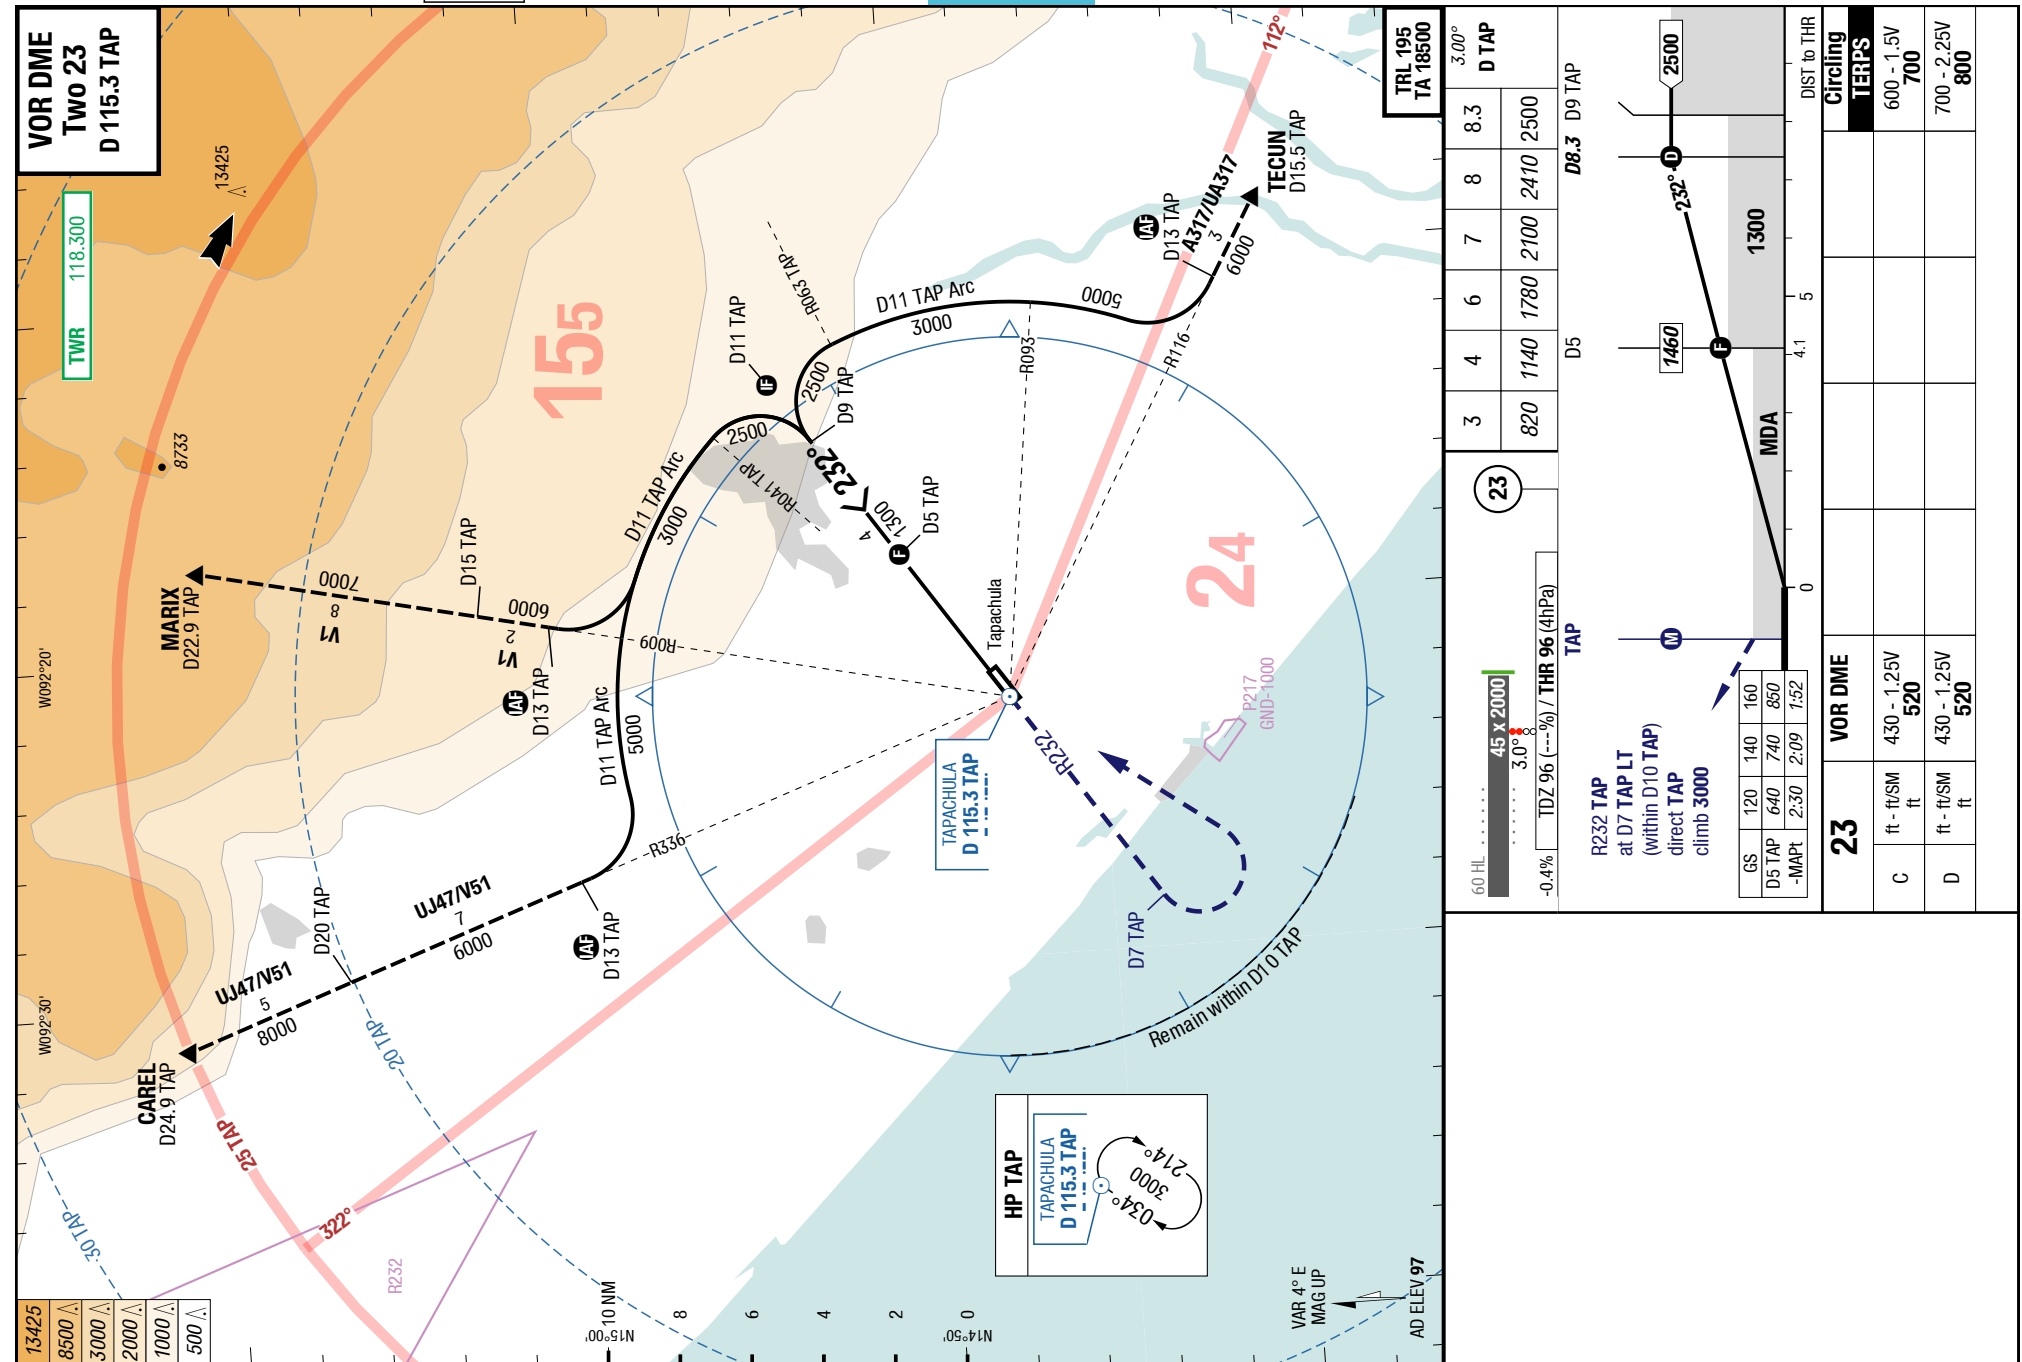 VOR DME
Two 23
D 115.3 TAP
TWR 118.300
TRL 195
TA 18500
13425
8733
155
24
112°
322°
25 TAP
20 TAP
30 TAP
R232
W092°20'
W092°30'
MARIX
D22.9 TAP
7000
8
V1
D15 TAP
6000
2
V1
IAF
D13 TAP
R009
CAREL
D24.9 TAP
UJ47/V51
5
8000
D20 TAP
UJ47/V51
7
6000
IAF
D13 TAP
R336
D11 TAP Arc
5000
D11 TAP Arc
3000
2500
R041 TAP
IF
D11 TAP
R063 TAP
2500
D9 TAP
D11 TAP Arc
3000
5000
R093
R116
IAF
D13 TAP
A317/UA317
3
6000
TECUN
D15.5 TAP
232°
1300
4
F
D5 TAP
Tapachula
TAPACHULA
D 115.3 TAP
R232
D7 TAP
Remain within D10 TAP
P217
GND-1000
HP TAP
TAPACHULA
D 115.3 TAP
034°
3000
214°
VAR 4° E
MAG UP
AD ELEV 97
13425
8500
3000
2000
1000
500
N15°00'
N14°50'
10 NM
8
6
4
2
0
3.00°
D TAP
8.3 2500
8 2410
7 2100
6 1780
4 1140
3 820
23
60 HL
45 x 2000
3.0°
-0.4%
TDZ 96 (---%) / THR 96 (4hPa)
TAP
D5
D8.3
D9 TAP
M
F
D
1460
2500
232°
1300
MDA
0
4.1
5
DIST to THR
R232 TAP
at D7 TAP LT
(within D10 TAP)
direct TAP
climb 3000
GS 120 140 160
D5 TAP 640 740 850
-MAPt 2:30 2:09 1:52
23 VOR DME Circling
TERPS
C ft - ft/SM 430 - 1.25V 600 - 1.5V
ft 520 700
D ft - ft/SM 430 - 1.25V 700 - 2.25V
ft 520 800